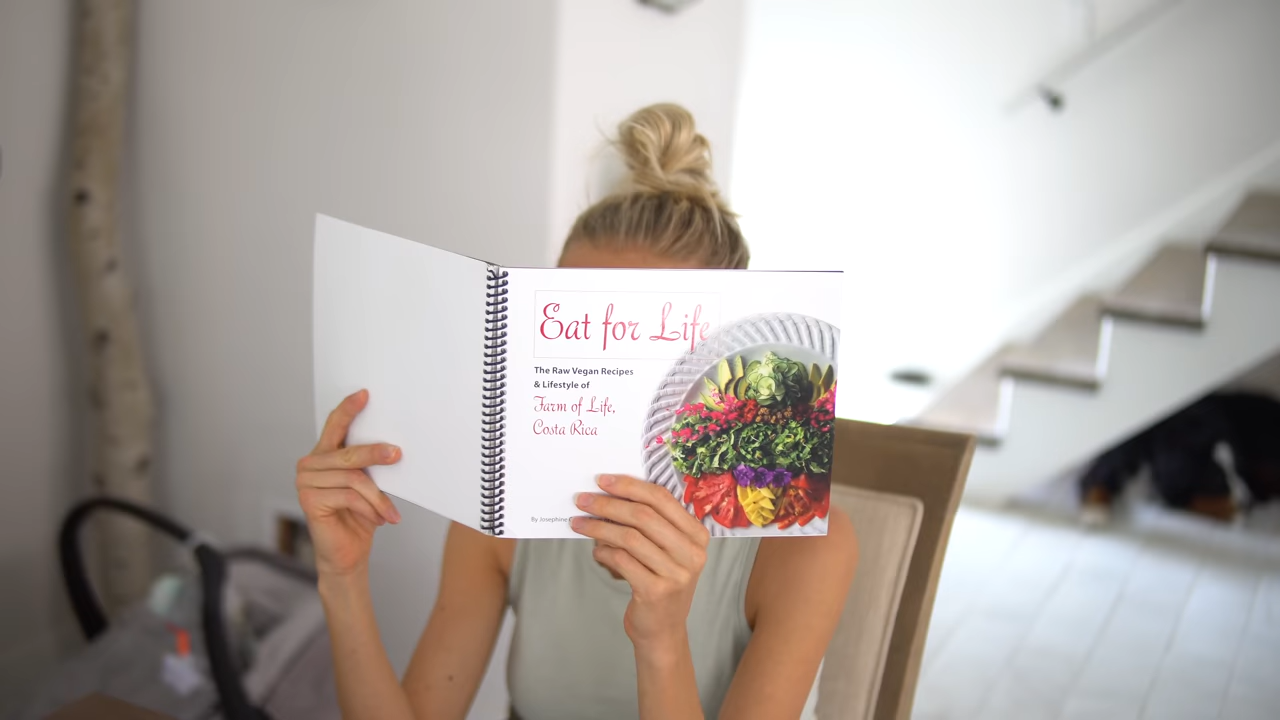 Eat for Life
The Raw Vegan Recipes
& Lifestyle of
Farm of Life,
Costa Rica
By Josephine